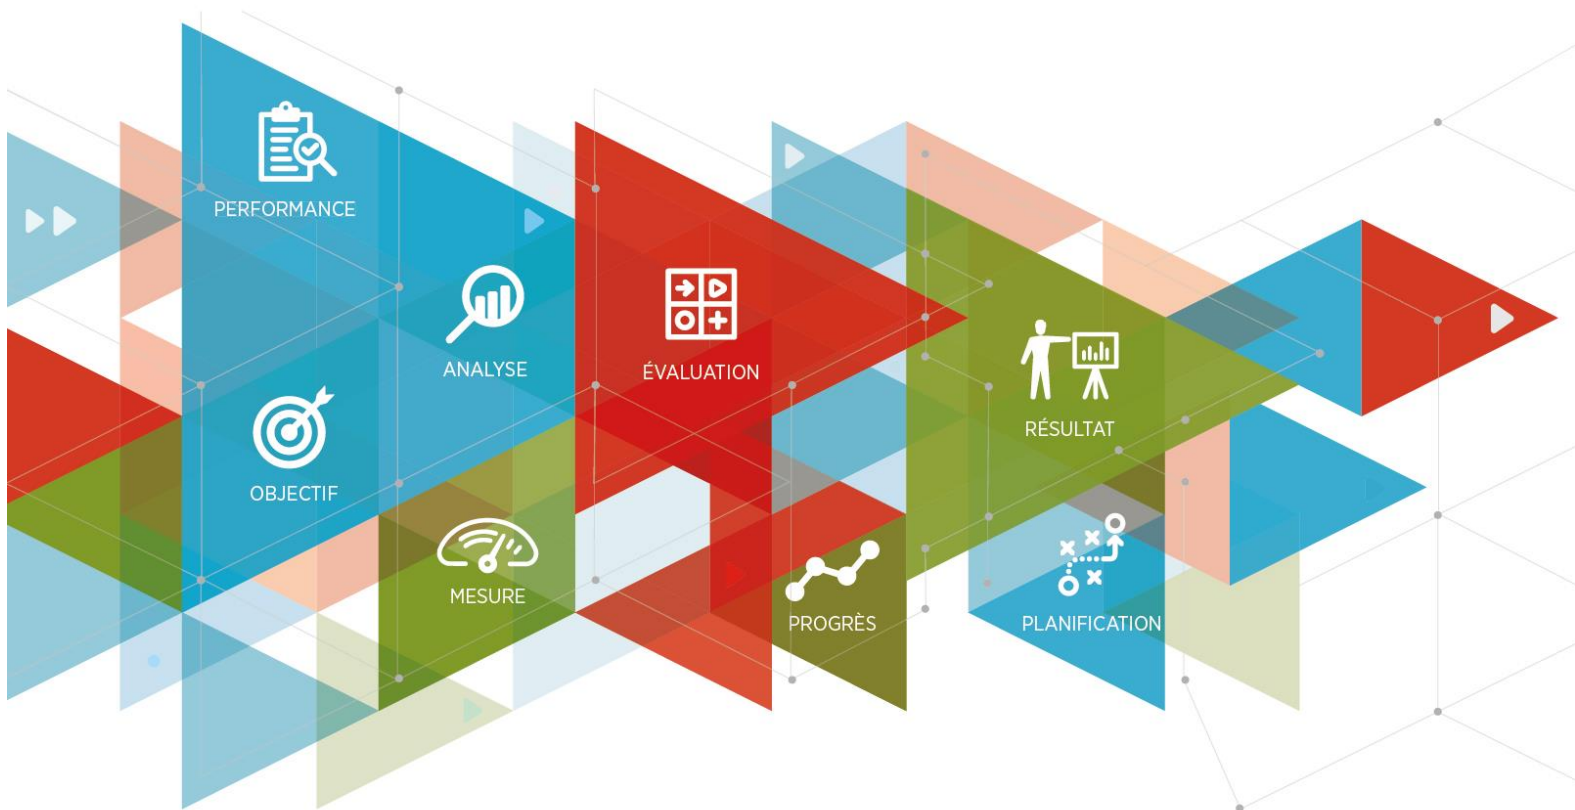 PERFORMANCE
ANALYSE
ÉVALUATION
RÉSULTAT
OBJECTIF
MESURE
PROGRÈS
PLANIFICATION